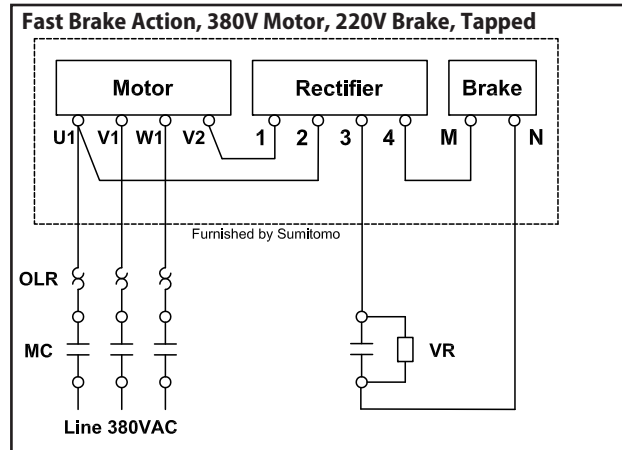 Fast Brake Action, 380V Motor, 220V Brake, Tapped
Motor Rectifier Brake
U1 V1 W1 V2 1 2 3 4 M N
Furnished by Sumitomo
OLR
MC VR
Line 380VAC